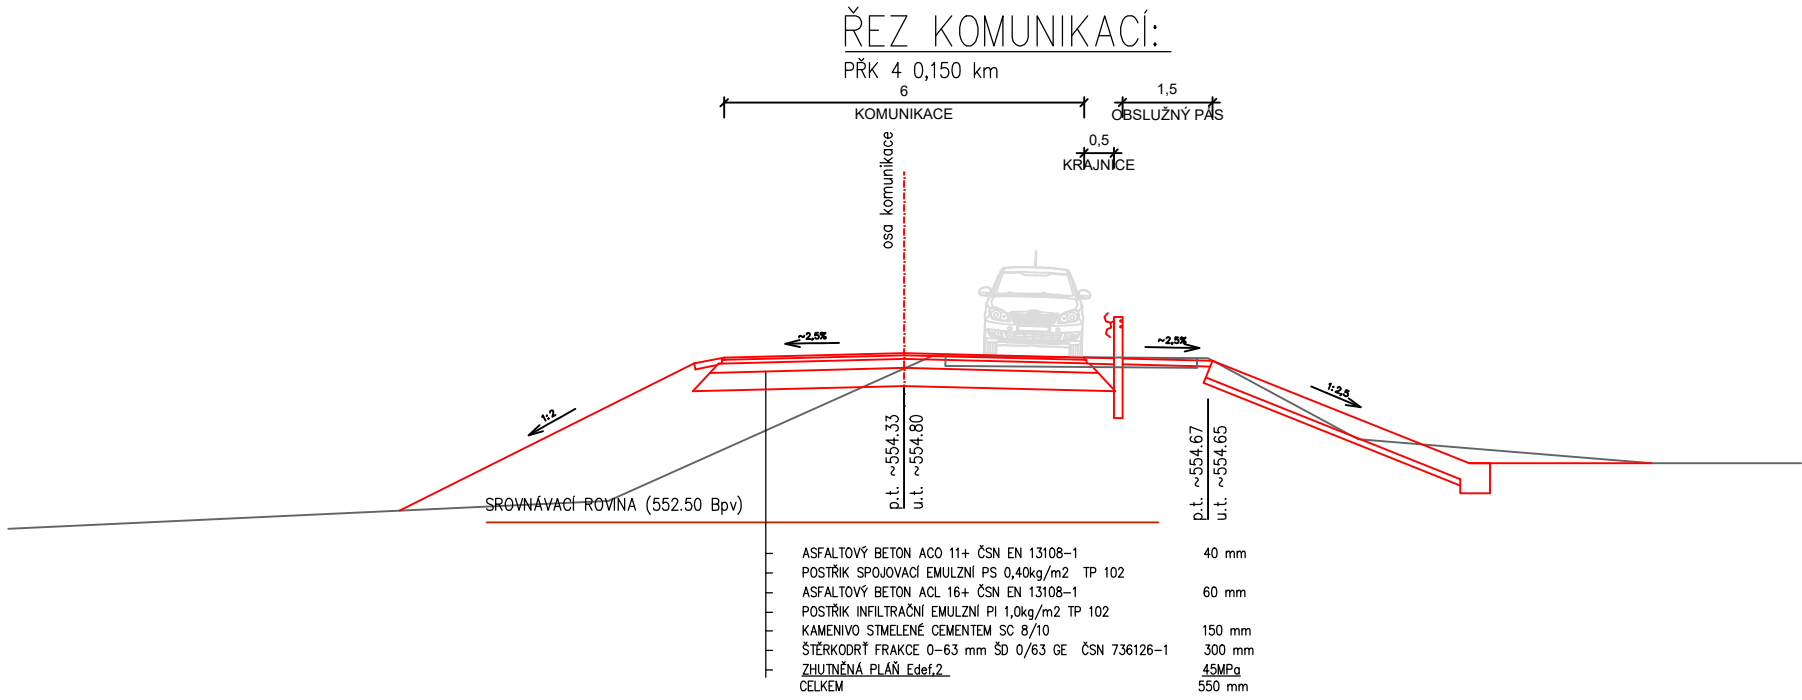 ŘEZ KOMUNIKACÍ:
PŘK 4 0,150 km
6
KOMUNIKACE
1,5
OBSLUŽNÝ PÁS
0,5
KRAJNICE
osa komunikace
~2,5%
~2,5%
1:2
1:2,5
p.t. ~554.33
u.t. ~554.80
p.t. ~554.67
u.t. ~554.65
SROVNÁVACÍ ROVINA (552.50 Bpv)
ASFALTOVÝ BETON ACO 11+ ČSN EN 13108-1 40 mm
POSTŘIK SPOJOVACÍ EMULZNÍ PS 0,40kg/m2 TP 102
ASFALTOVÝ BETON ACL 16+ ČSN EN 13108-1 60 mm
POSTŘIK INFILTRAČNÍ EMULZNÍ PI 1,0kg/m2 TP 102
KAMENIVO STMELENÉ CEMENTEM SC 8/10 150 mm
ŠTĚRKODRŤ FRAKCE 0-63 mm ŠD 0/63 GE ČSN 736126-1 300 mm
ZHUTNĚNÁ PLÁŇ Edef,2 45MPa
CELKEM 550 mm